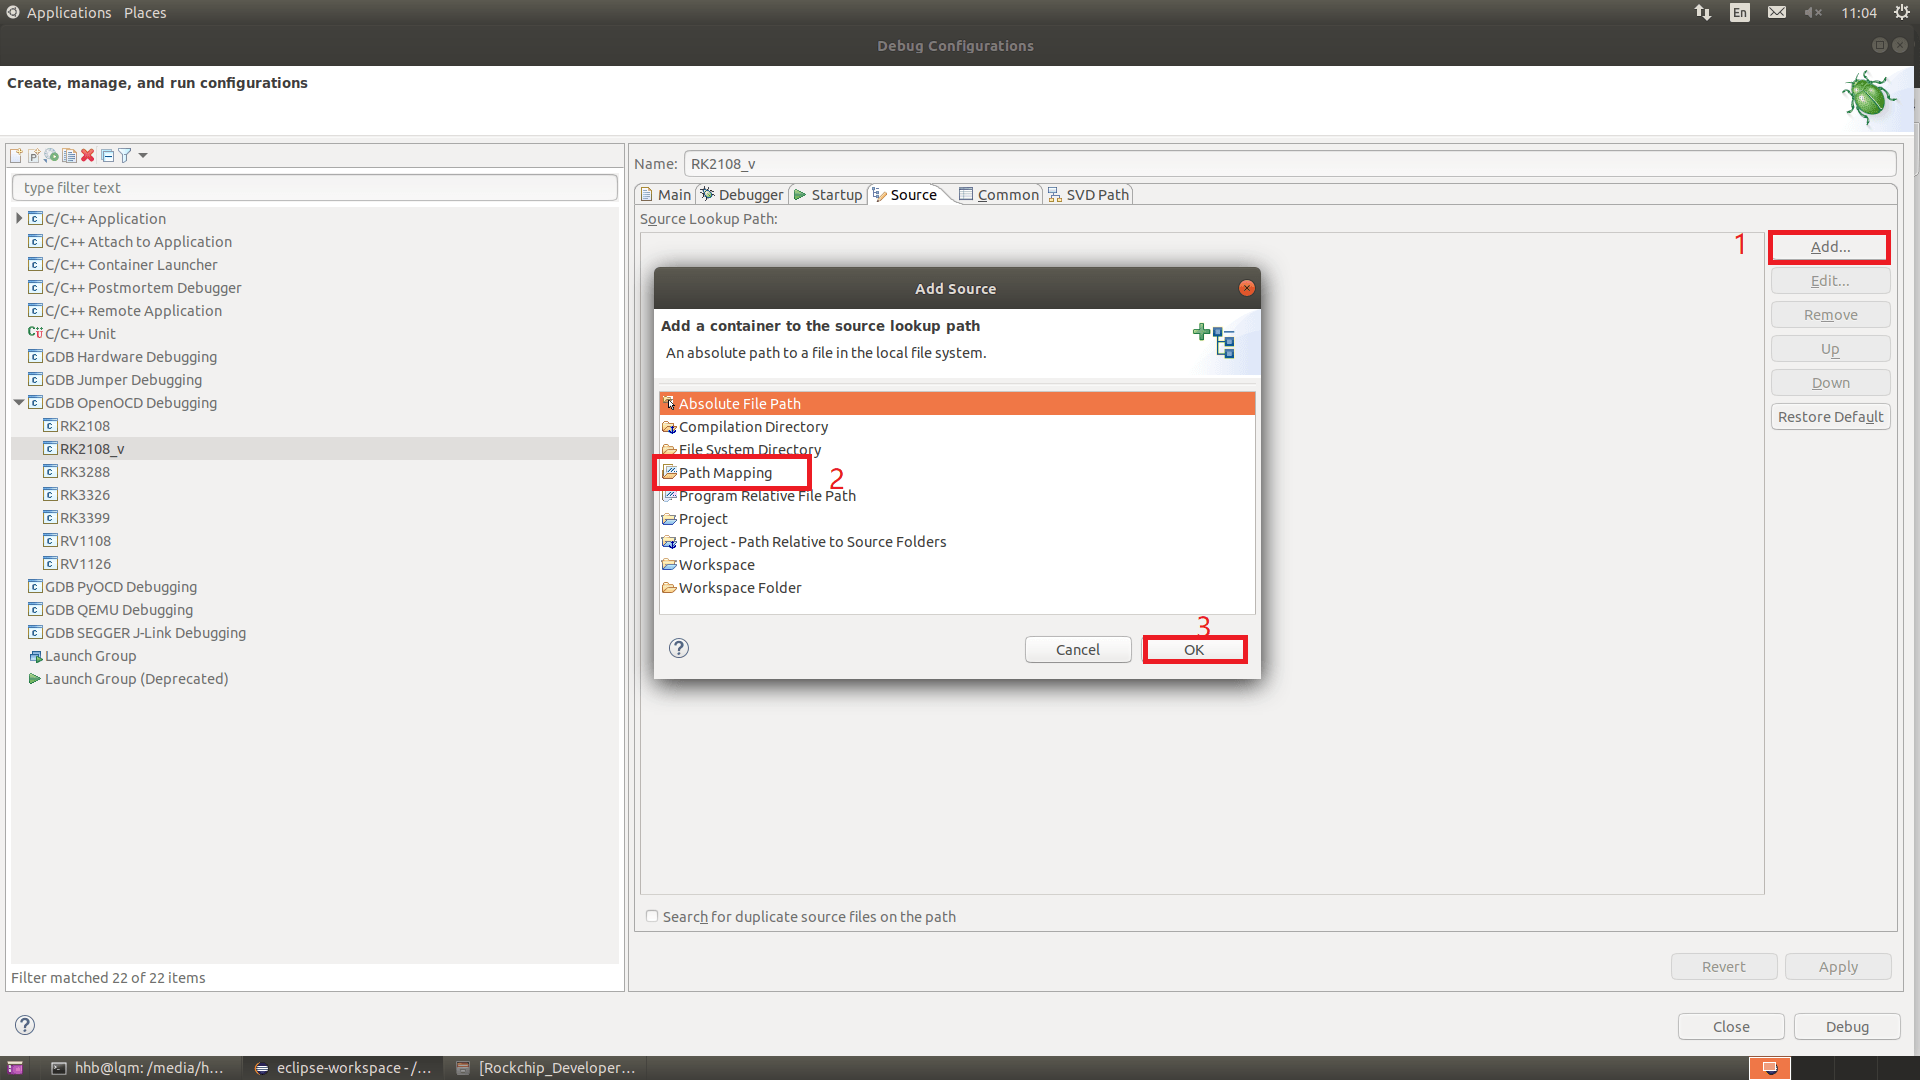 Applications Places
En
11:04
Debug Configurations
Create, manage, and run configurations
type filter text
C/C++ Application
C/C++ Attach to Application
C/C++ Container Launcher
C/C++ Postmortem Debugger
C/C++ Remote Application
C/C++ Unit
GDB Hardware Debugging
GDB Jumper Debugging
GDB OpenOCD Debugging
RK2108
RK2108_v
RK3288
RK3326
RK3399
RV1108
RV1126
GDB PyOCD Debugging
GDB QEMU Debugging
GDB SEGGER J-Link Debugging
Launch Group
Launch Group (Deprecated)
Filter matched 22 of 22 items
Name: RK2108_v
Main Debugger Startup Source Common SVD Path
Source Lookup Path:
1
Add...
Edit...
Remove
Up
Down
Restore Default
Add Source
Add a container to the source lookup path
An absolute path to a file in the local file system.
Absolute File Path
Compilation Directory
File System Directory
Path Mapping
2
Program Relative File Path
Project
Project - Path Relative to Source Folders
Workspace
Workspace Folder
3
Cancel OK
Search for duplicate source files on the path
Revert Apply
Close Debug
hhb@lqm: /media/h...
eclipse-workspace - /...
[Rockchip_Developer...